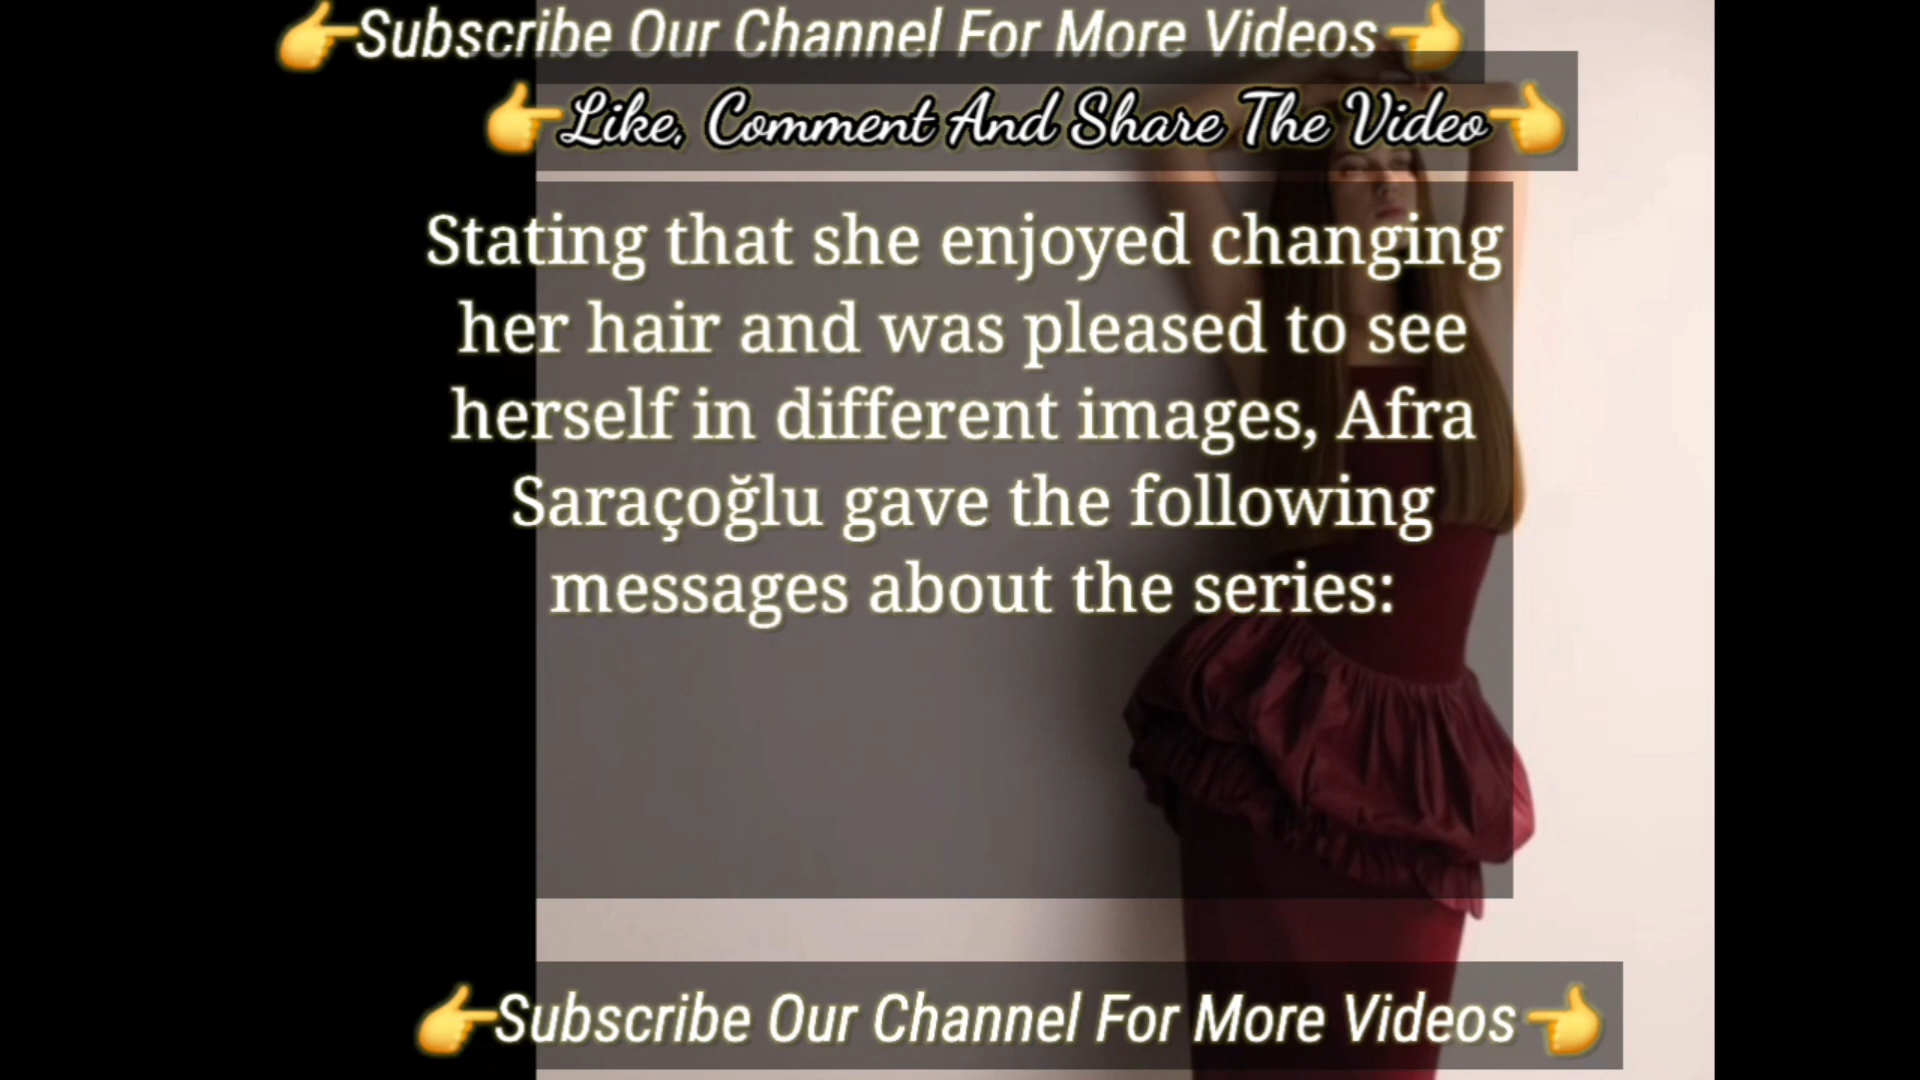 👉Subscribe Our Channel For More Videos👈
👉Like, Comment And Share The Video👈
Stating that she enjoyed changing
her hair and was pleased to see
herself in different images, Afra
Saraçoğlu gave the following
messages about the series:
👉Subscribe Our Channel For More Videos👈